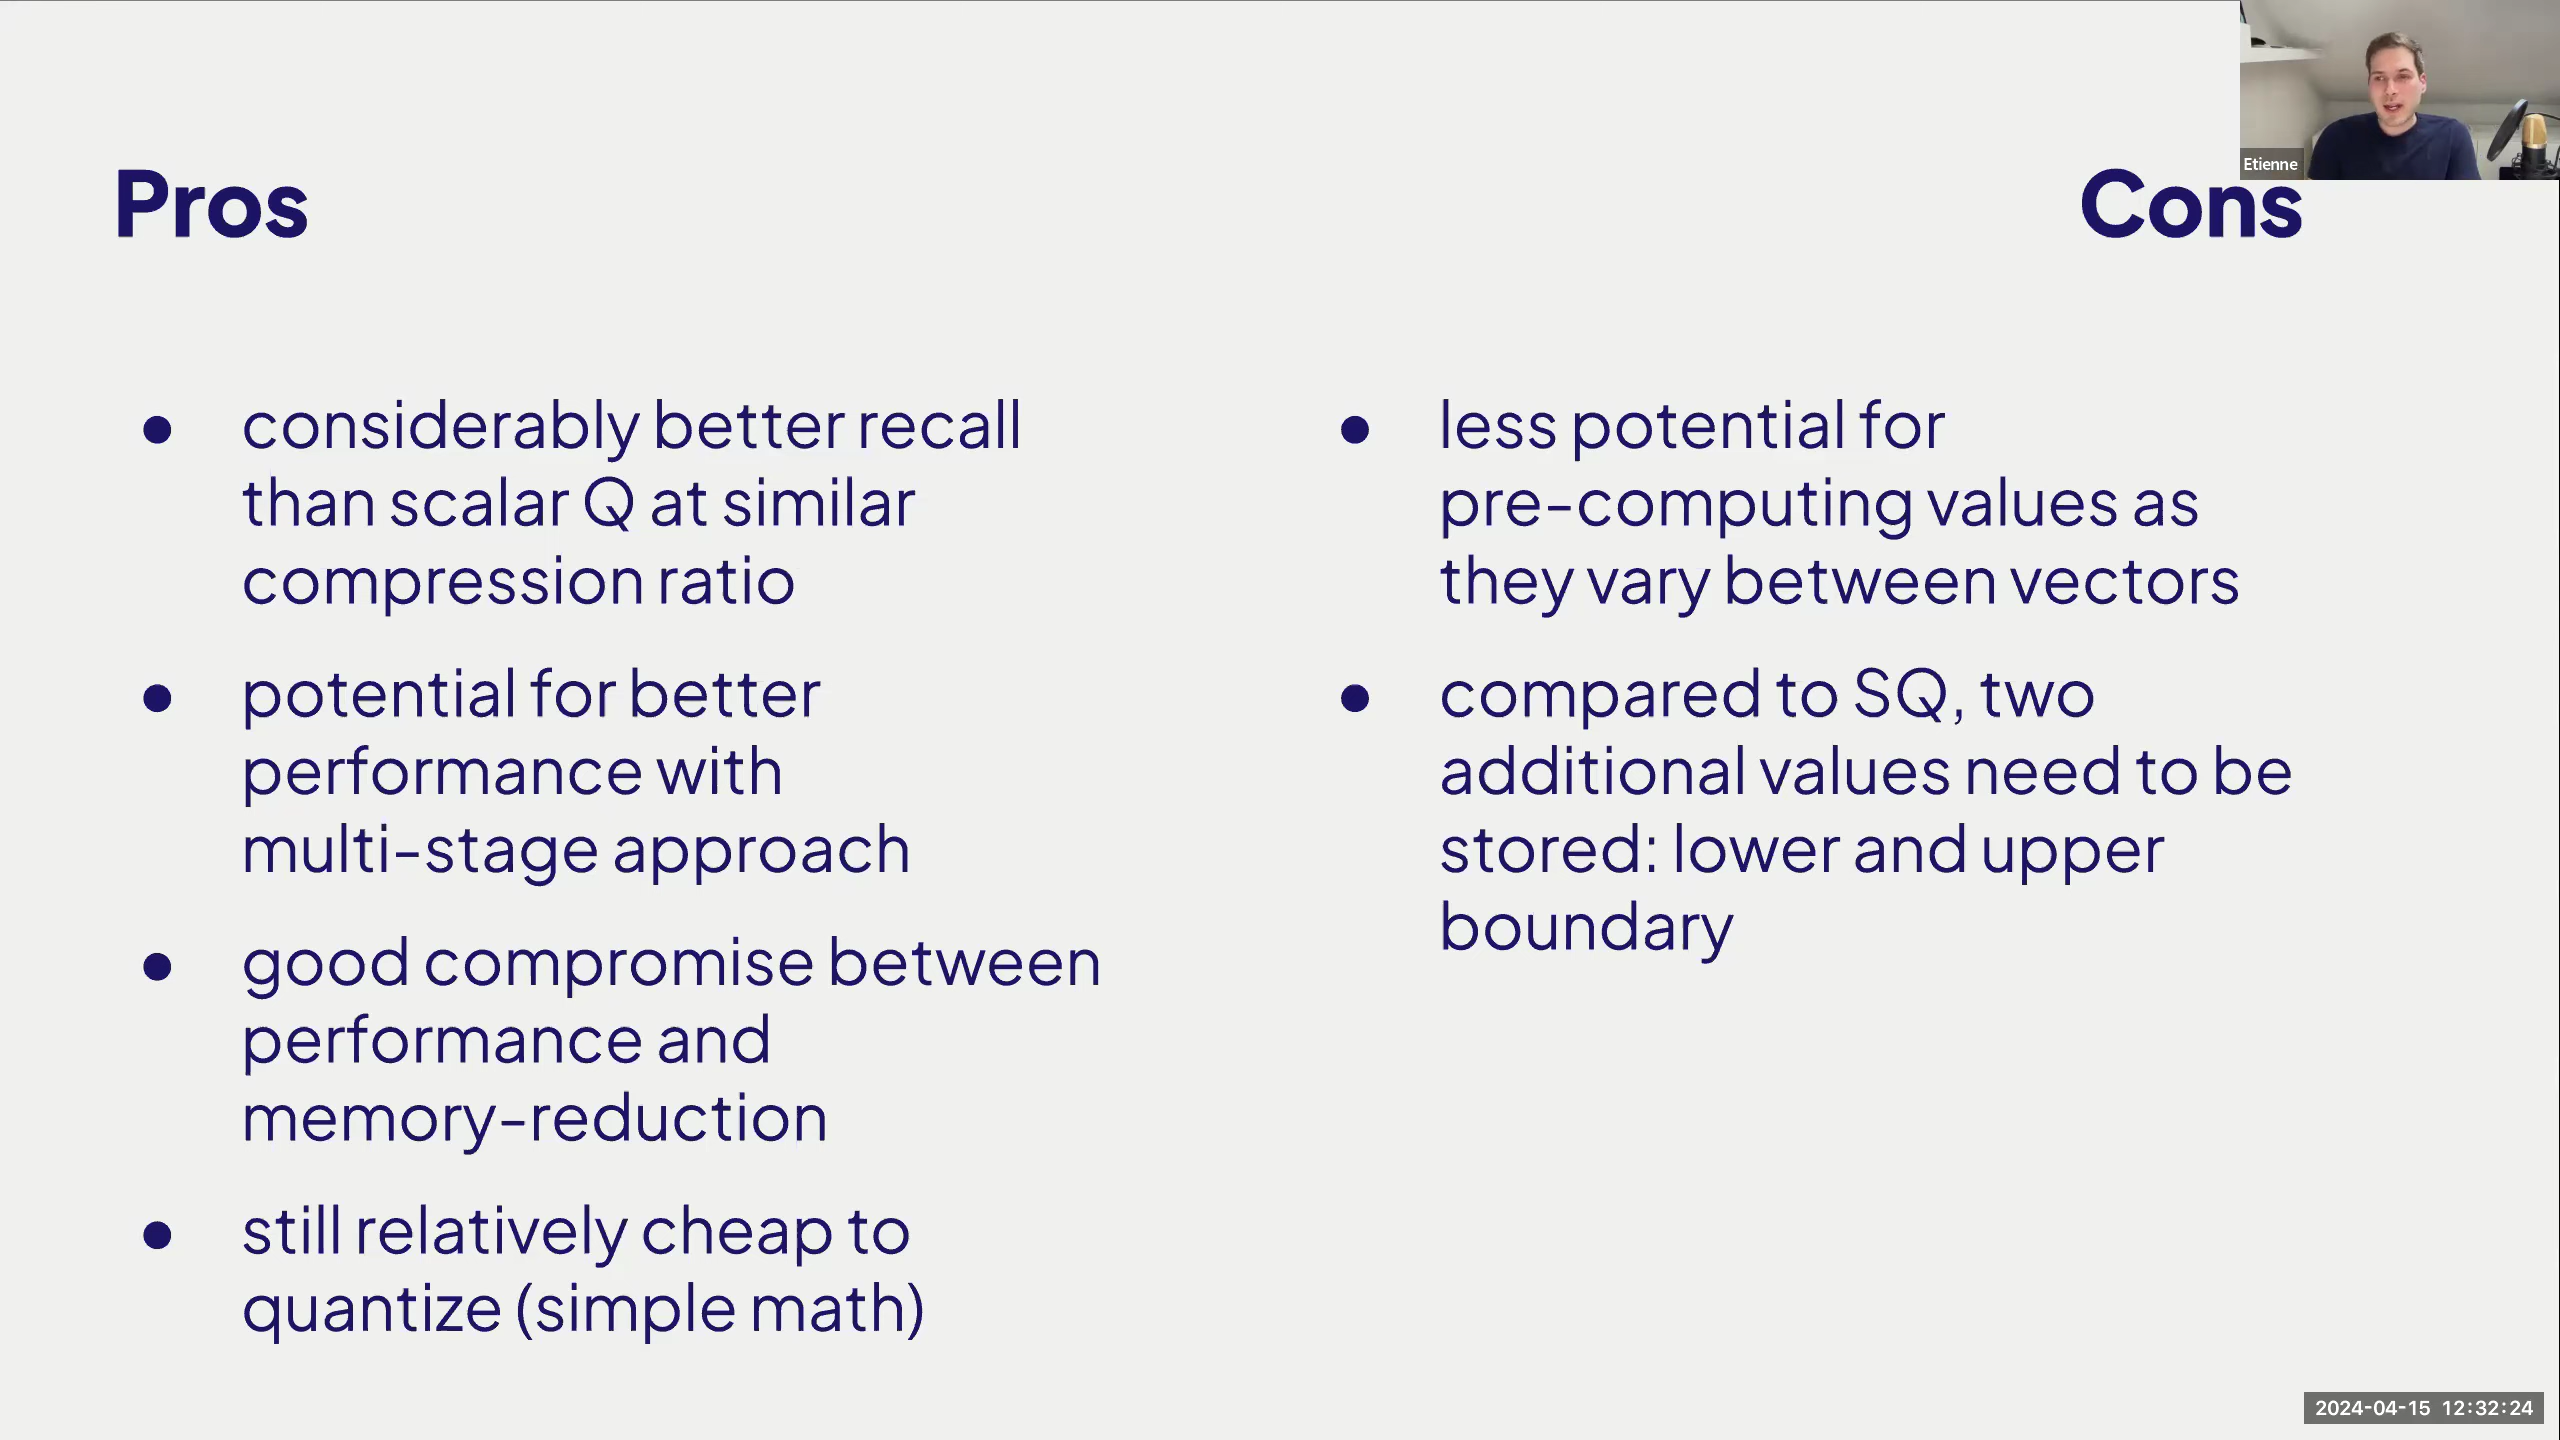 Etienne
Pros
Cons
considerably better recall
than scalar Q at similar
compression ratio
potential for better
performance with
multi-stage approach
good compromise between
performance and
memory-reduction
still relatively cheap to
quantize (simple math)
less potential for
pre-computing values as
they vary between vectors
compared to SQ, two
additional values need to be
stored: lower and upper
boundary
2024-04-15 12:32:24